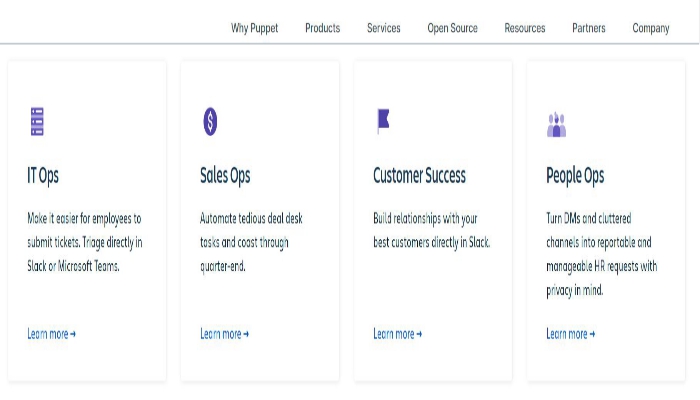 Why Puppet Products Services Open Source Resources Partners Company
IT Ops
Make it easier for employees to
submit tickets. Triage directly in
Slack or Microsoft Teams.
Learn more →
Sales Ops
Automate tedious deal desk
tasks and coast through
quarter-end.
Learn more →
Customer Success
Build relationships with your
best customers directly in Slack.
Learn more →
People Ops
Turn DMs and cluttered
channels into reportable and
manageable HR requests with
privacy in mind.
Learn more →